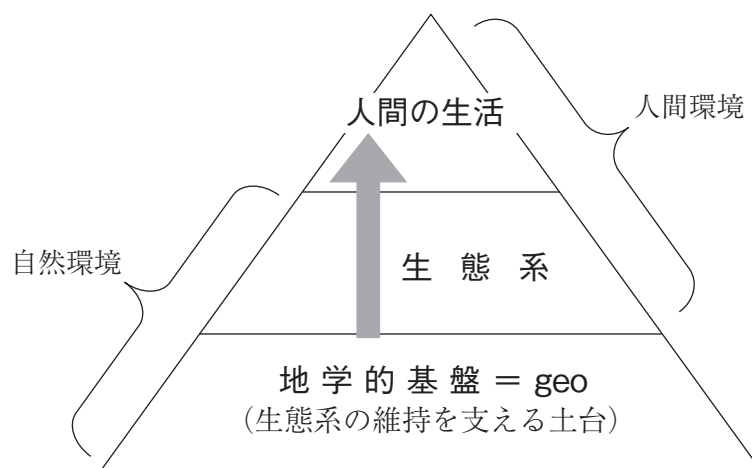 人間の生活
人間環境
自然環境
生態系
地学的基盤＝geo
（生態系の維持を支える土台）